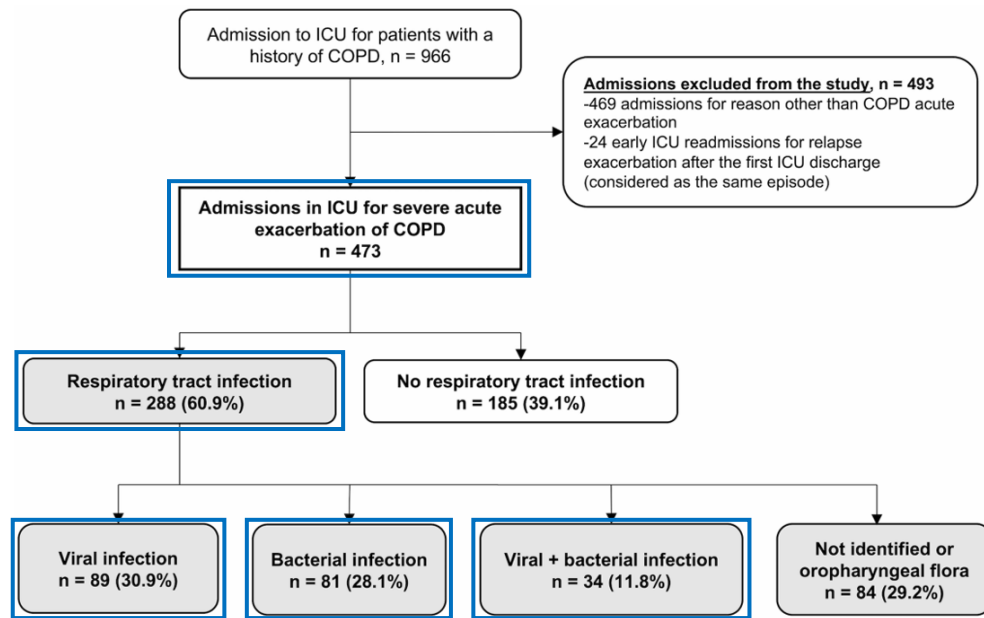 Admission to ICU for patients with a
history of COPD, n = 966
Admissions excluded from the study, n = 493
-469 admissions for reason other than COPD acute
exacerbation
-24 early ICU readmissions for relapse
exacerbation after the first ICU discharge
(considered as the same episode)
Admissions in ICU for severe acute
exacerbation of COPD
n = 473
Respiratory tract infection
n = 288 (60.9%)
No respiratory tract infection
n = 185 (39.1%)
Viral infection
n = 89 (30.9%)
Bacterial infection
n = 81 (28.1%)
Viral + bacterial infection
n = 34 (11.8%)
Not identified or
oropharyngeal flora
n = 84 (29.2%)